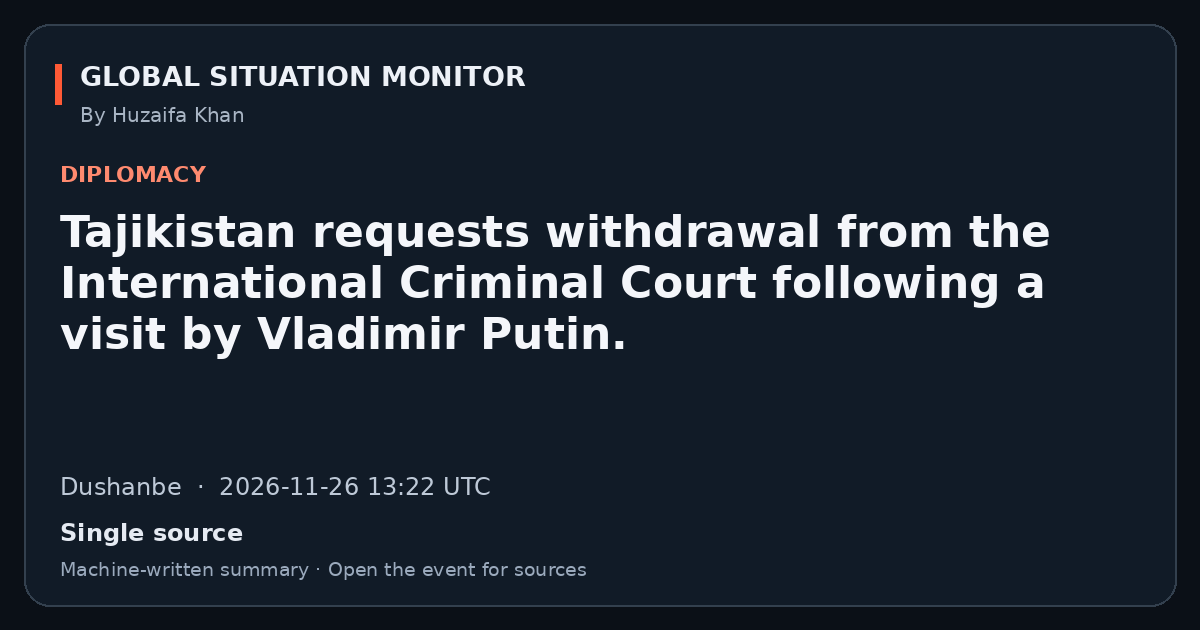 GLOBAL SITUATION MONITOR
By Huzaifa Khan
DIPLOMACY
Tajikistan requests withdrawal from the
International Criminal Court following a
visit by Vladimir Putin.
Dushanbe · 2026-11-26 13:22 UTC
Single source
Machine-written summary · Open the event for sources